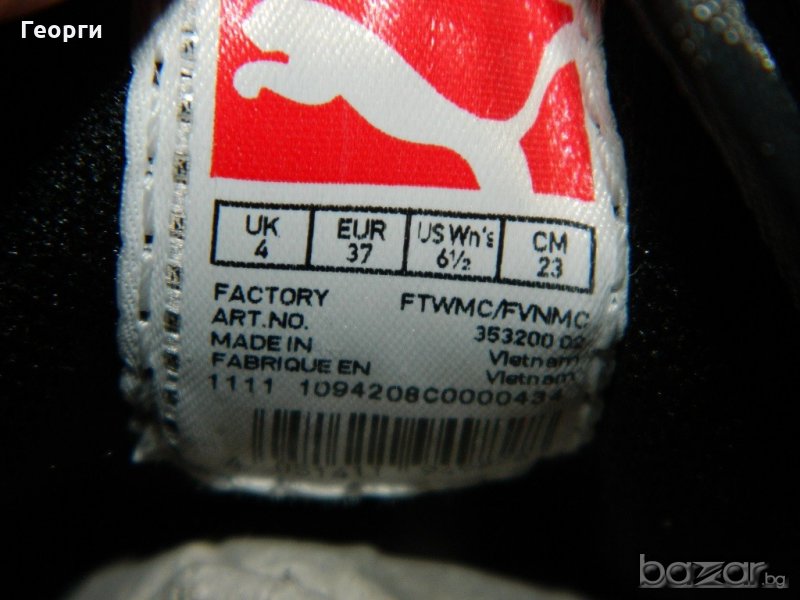 Георги
UK EUR US Wn's CM
4 37 6½ 23
FACTORY FTWMC/FVNMC
ART.NO. 353200 02
MADE IN Vietnam
FABRIQUE EN Vietnam
1111 1094208C0000434
bazar.bg